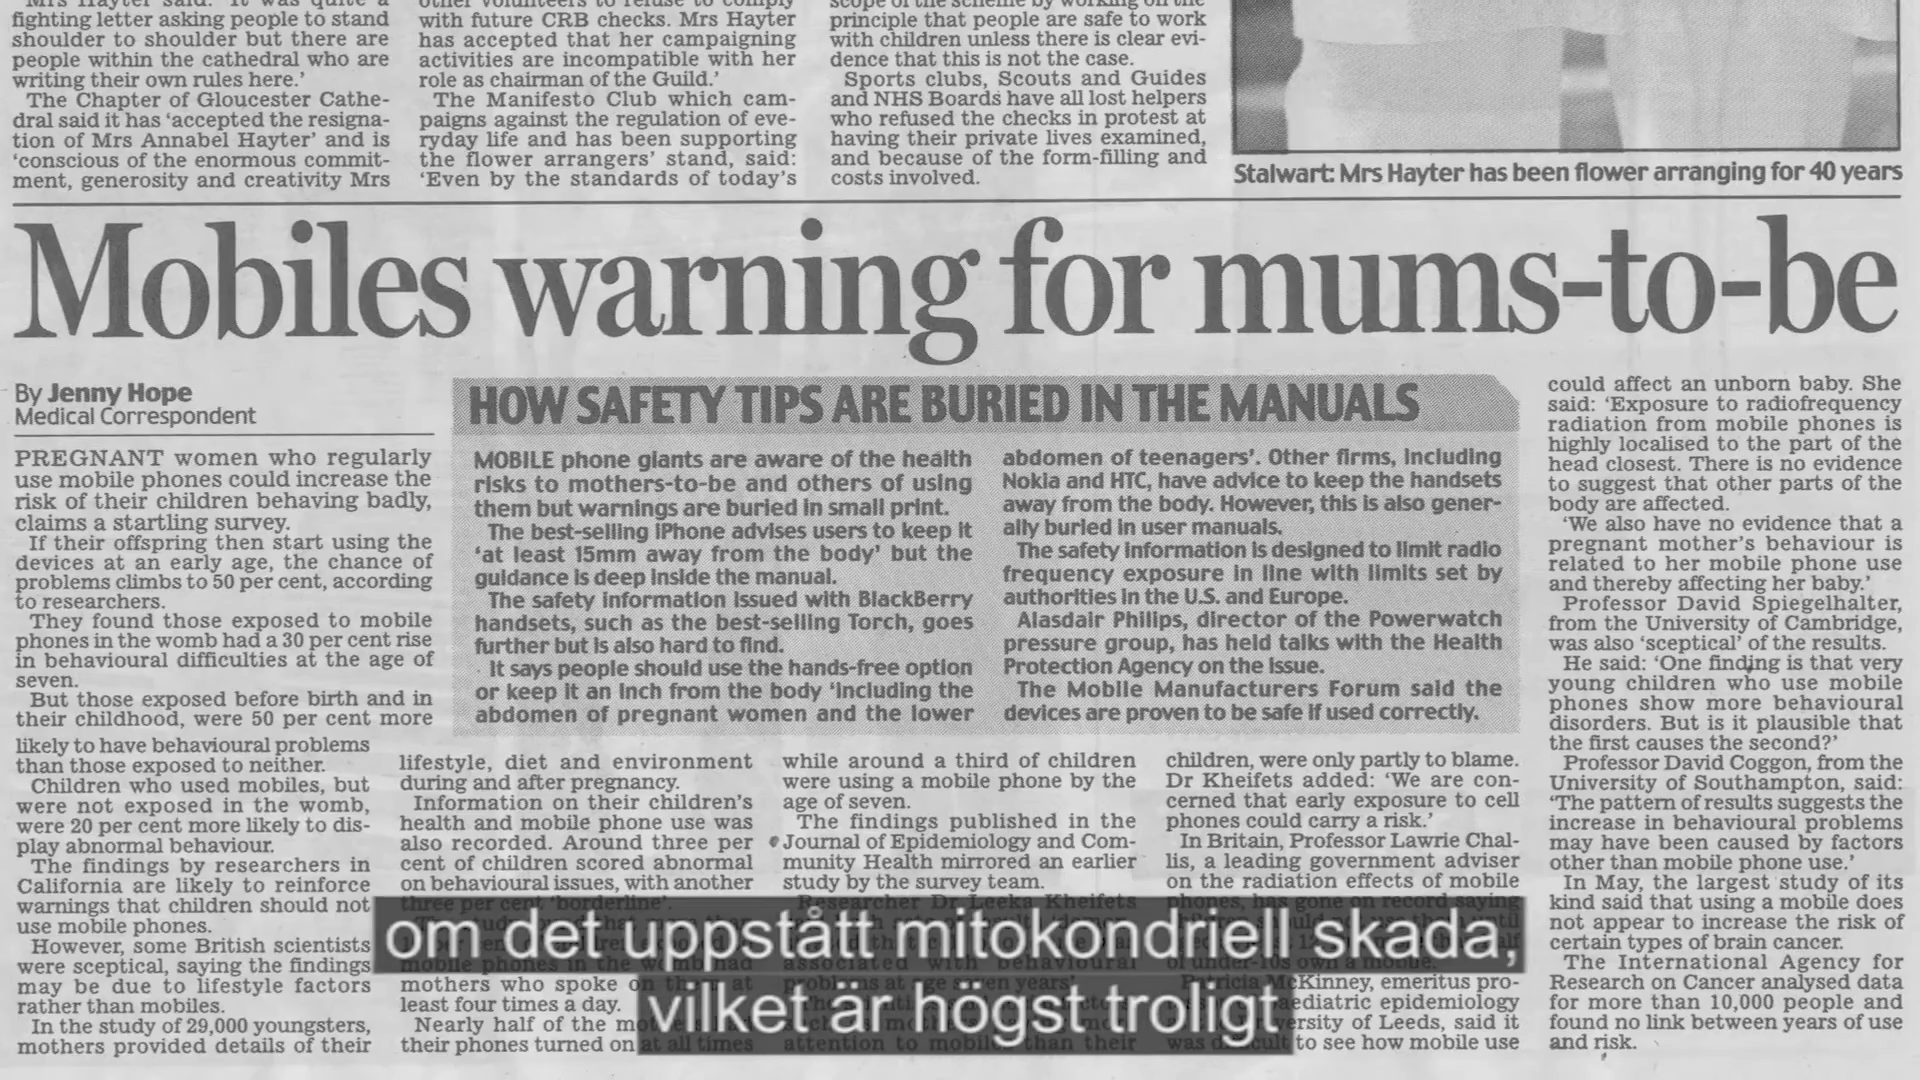 Mrs Hayter said: 'It was quite a
fighting letter asking people to stand
shoulder to shoulder but there are
people within the cathedral who are
writing their own rules here.'
The Chapter of Gloucester Cathe-
dral said it has 'accepted the resigna-
tion of Mrs Annabel Hayter' and is
'conscious of the enormous commit-
ment, generosity and creativity Mrs
other volunteers to refuse to comply
with future CRB checks. Mrs Hayter
has accepted that her campaigning
activities are incompatible with her
role as chairman of the Guild.'
The Manifesto Club which cam-
paigns against the regulation of eve-
ryday life and has been supporting
the flower arrangers' stand, said:
'Even by the standards of today's
scope of the scheme by working on the
principle that people are safe to work
with children unless there is clear evi-
dence that this is not the case.
Sports clubs, Scouts and Guides
and NHS Boards have all lost helpers
who refused the checks in protest at
having their private lives examined,
and because of the form-filling and
costs involved.
Stalwart: Mrs Hayter has been flower arranging for 40 years
Mobiles warning for mums-to-be
By Jenny Hope
Medical Correspondent
PREGNANT women who regularly
use mobile phones could increase the
risk of their children behaving badly,
claims a startling survey.
If their offspring then start using the
devices at an early age, the chance of
problems climbs to 50 per cent, according
to researchers.
They found those exposed to mobile
phones in the womb had a 30 per cent rise
in behavioural difficulties at the age of
seven.
But those exposed before birth and in
their childhood, were 50 per cent more
likely to have behavioural problems
than those exposed to neither.
Children who used mobiles, but
were not exposed in the womb,
were 20 per cent more likely to dis-
play abnormal behaviour.
The findings by researchers in
California are likely to reinforce
warnings that children should not
use mobile phones.
However, some British scientists
were sceptical, saying the findings
may be due to lifestyle factors
rather than mobiles.
In the study of 29,000 youngsters,
mothers provided details of their
HOW SAFETY TIPS ARE BURIED IN THE MANUALS
MOBILE phone giants are aware of the health
risks to mothers-to-be and others of using
them but warnings are buried in small print.
The best-selling iPhone advises users to keep it
'at least 15mm away from the body' but the
guidance is deep inside the manual.
The safety information issued with BlackBerry
handsets, such as the best-selling Torch, goes
further but is also hard to find.
It says people should use the hands-free option
or keep it an inch from the body 'including the
abdomen of pregnant women and the lower
abdomen of teenagers'. Other firms, including
Nokia and HTC, have advice to keep the handsets
away from the body. However, this is also gener-
ally buried in user manuals.
The safety information is designed to limit radio
frequency exposure in line with limits set by
authorities in the U.S. and Europe.
Alasdair Philips, director of the Powerwatch
pressure group, has held talks with the Health
Protection Agency on the issue.
The Mobile Manufacturers Forum said the
devices are proven to be safe if used correctly.
lifestyle, diet and environment
during and after pregnancy.
Information on their children's
health and mobile phone use was
also recorded. Around three per
cent of children scored abnormal
on behavioural issues, with another
three per cent 'borderline'.
mobile phones in the womb had
mothers who spoke on them at
least four times a day.
Nearly half of the
their phones turned on at all times
while around a third of children
were using a mobile phone by the
age of seven.
The findings published in the
Journal of Epidemiology and Com-
munity Health mirrored an earlier
study by the survey team.
Researcher Dr Leeka Kheifets
associated with behavioural
problems at age seven years'.
attention to mobiles than their
children, were only partly to blame.
Dr Kheifets added: 'We are con-
cerned that early exposure to cell
phones could carry a risk.'
In Britain, Professor Lawrie Chal-
lis, a leading government adviser
on the radiation effects of mobile
phones, has gone on record saying
of under-10s own a mobile.
Patricia McKinney, emeritus pro-
paediatric epidemiology
University of Leeds, said it
was difficult to see how mobile use
could affect an unborn baby. She
said: 'Exposure to radiofrequency
radiation from mobile phones is
highly localised to the part of the
head closest. There is no evidence
to suggest that other parts of the
body are affected.
'We also have no evidence that a
pregnant mother's behaviour is
related to her mobile phone use
and thereby affecting her baby.'
Professor David Spiegelhalter,
from the University of Cambridge,
was also 'sceptical' of the results.
He said: 'One finding is that very
young children who use mobile
phones show more behavioural
disorders. But is it plausible that
the first causes the second?'
Professor David Coggon, from the
University of Southampton, said:
'The pattern of results suggests the
increase in behavioural problems
may have been caused by factors
other than mobile phone use.'
In May, the largest study of its
kind said that using a mobile does
not appear to increase the risk of
certain types of brain cancer.
The International Agency for
Research on Cancer analysed data
for more than 10,000 people and
found no link between years of use
and risk.
om det uppstått mitokondriell skada,
vilket är högst troligt